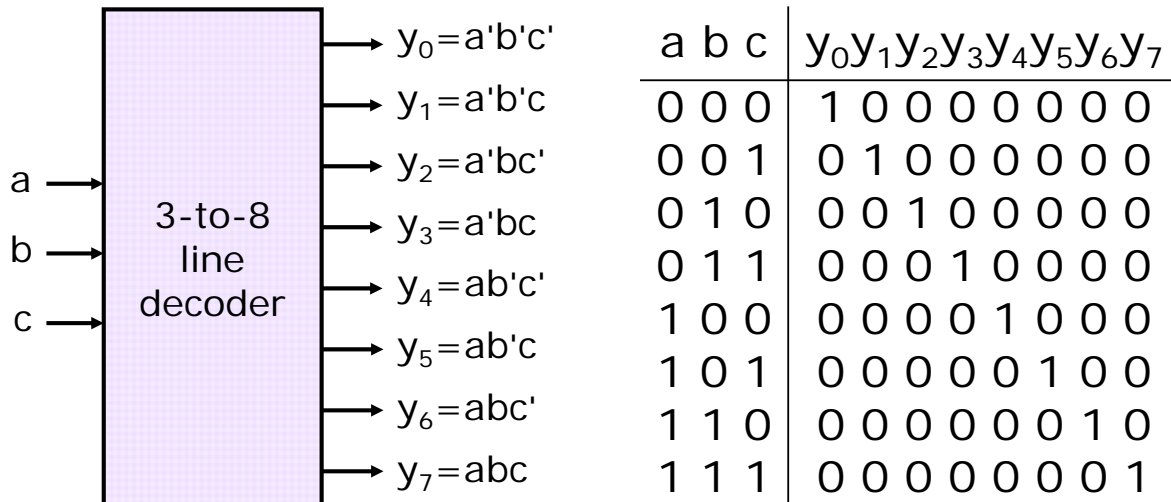 y₀=a'b'c'
y₁=a'b'c
y₂=a'bc'
y₃=a'bc
y₄=ab'c'
y₅=ab'c
y₆=abc'
y₇=abc
a
b
c
3-to-8
line
decoder
a b c y₀y₁y₂y₃y₄y₅y₆y₇
0 0 0 1 0 0 0 0 0 0 0
0 0 1 0 1 0 0 0 0 0 0
0 1 0 0 0 1 0 0 0 0 0
0 1 1 0 0 0 1 0 0 0 0
1 0 0 0 0 0 0 1 0 0 0
1 0 1 0 0 0 0 0 1 0 0
1 1 0 0 0 0 0 0 0 1 0
1 1 1 0 0 0 0 0 0 0 1